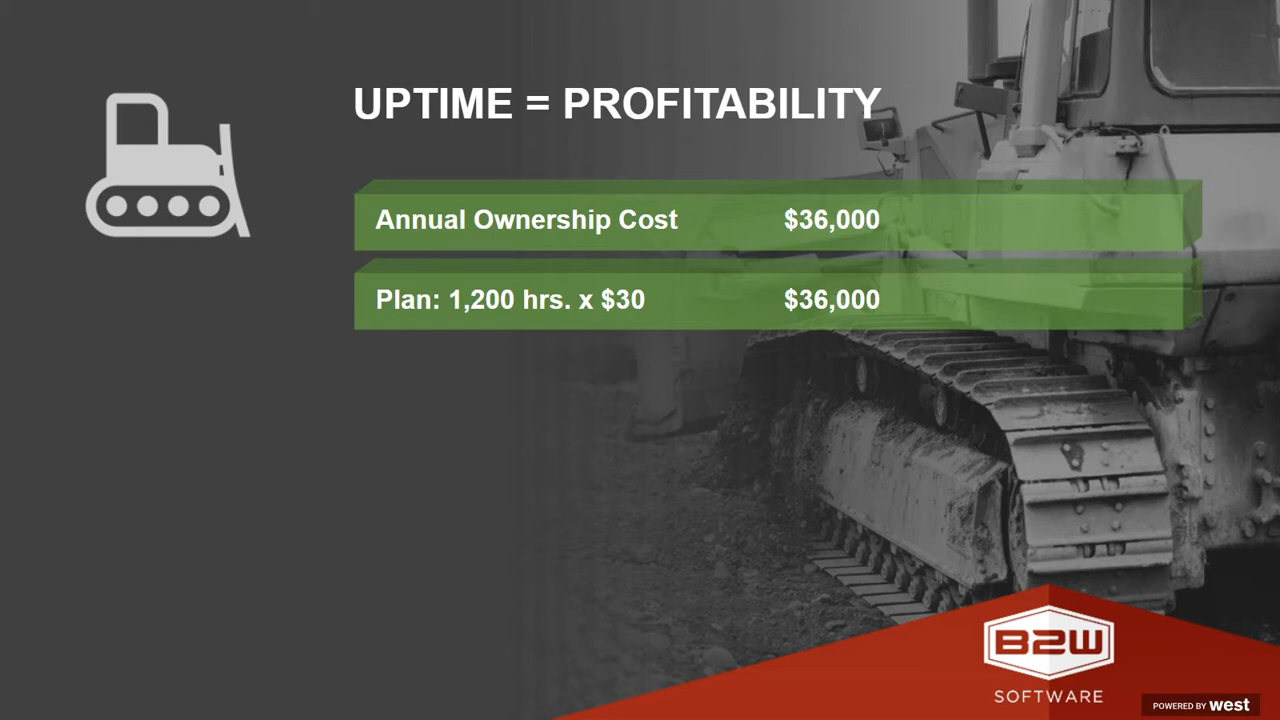 UPTIME = PROFITABILITY
Annual Ownership Cost $36,000
Plan: 1,200 hrs. x $30 $36,000
B2W
SOFTWARE
POWERED BY west